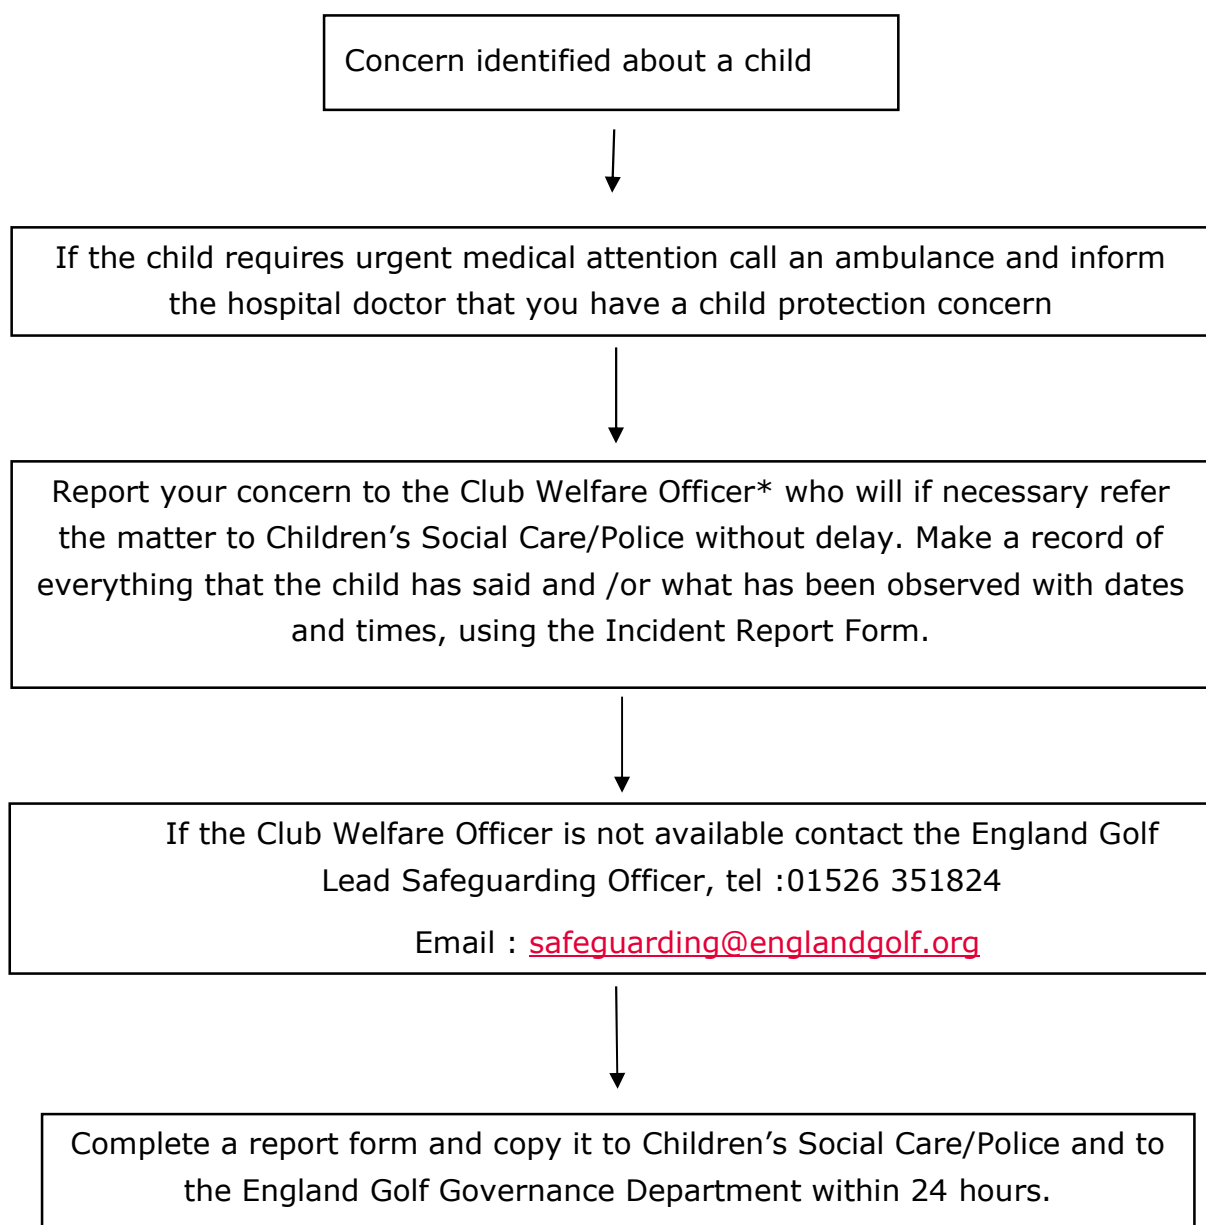 Concern identified about a child
If the child requires urgent medical attention call an ambulance and inform
the hospital doctor that you have a child protection concern
Report your concern to the Club Welfare Officer* who will if necessary refer
the matter to Children’s Social Care/Police without delay. Make a record of
everything that the child has said and /or what has been observed with dates
and times, using the Incident Report Form.
If the Club Welfare Officer is not available contact the England Golf
Lead Safeguarding Officer, tel :01526 351824
Email : safeguarding@englandgolf.org
Complete a report form and copy it to Children’s Social Care/Police and to
the England Golf Governance Department within 24 hours.